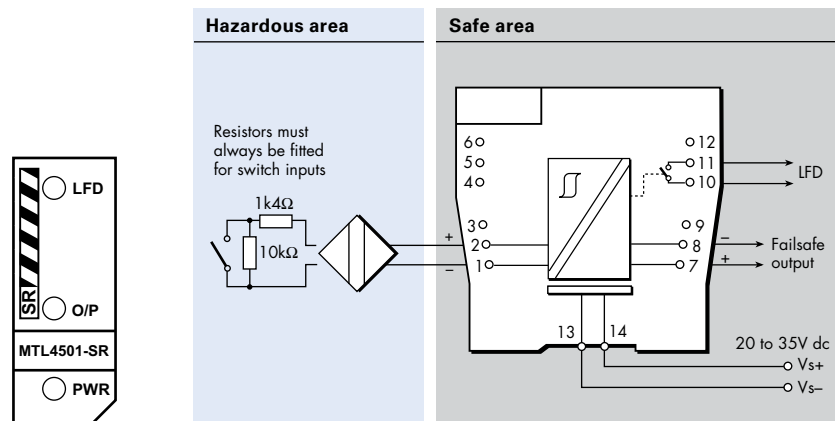 Hazardous area
Safe area
Resistors must
always be fitted
for switch inputs
1k4Ω
10kΩ
+
–
6
5
4
3
2
1
12
11
10
9
8
7
LFD
–
+
Failsafe
output
13
14
20 to 35V dc
Vs+
Vs–
LFD
SR
O/P
MTL4501-SR
PWR